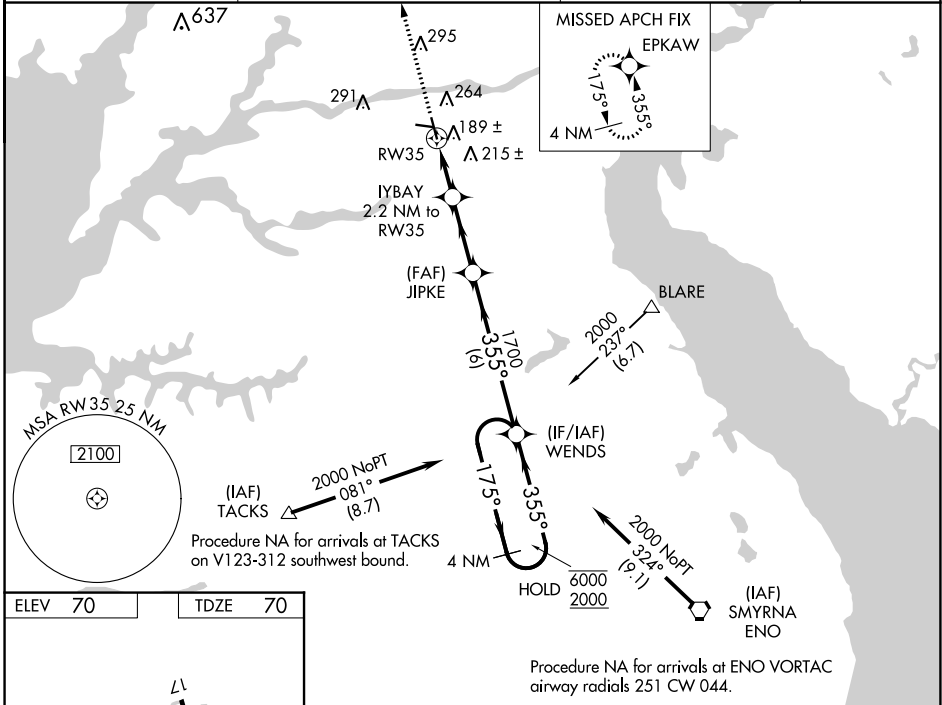 637
295
291
264
189 ±
215 ±
RW35
MISSED APCH FIX
EPKAW
175°
355°
4 NM
IYBAY
2.2 NM to
RW35
(FAF)
JIPKE
BLARE
2000
237°
(6.7)
1700
355°
(6)
MSA RW35 25 NM
2100
(IF/IAF)
WENDS
(IAF)
TACKS
2000 NoPT
081°
(8.7)
175°
355°
Procedure NA for arrivals at TACKS
on V123-312 southwest bound.
4 NM
HOLD
6000
2000
2000 NoPT
324°
(9.1)
(IAF)
SMYRNA
ENO
ELEV 70
TDZE 70
Procedure NA for arrivals at ENO VORTAC
airway radials 251 CW 044.
17